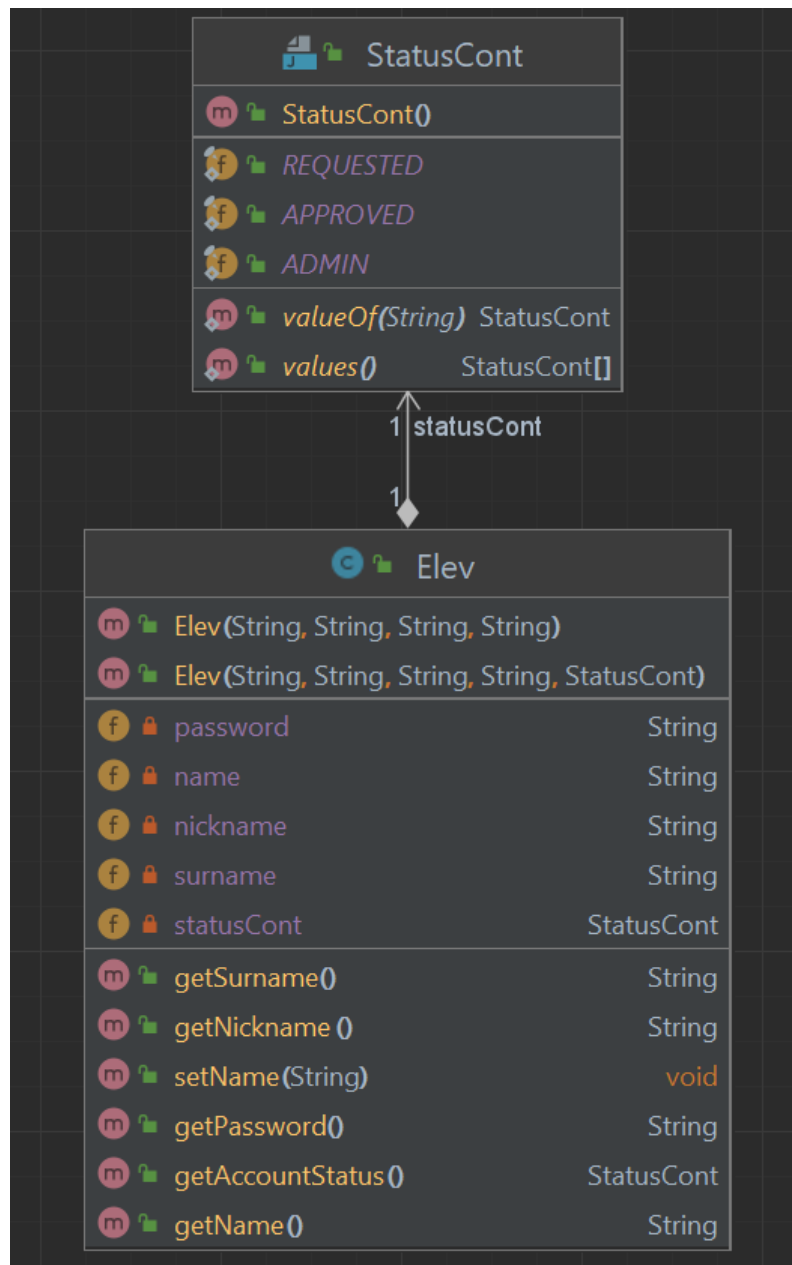 StatusCont
StatusCont()
REQUESTED
APPROVED
ADMIN
valueOf(String) StatusCont
values() StatusCont[]
1 statusCont
1
Elev
Elev(String, String, String, String)
Elev(String, String, String, String, StatusCont)
password String
name String
nickname String
surname String
statusCont StatusCont
getSurname() String
getNickname() String
setName(String) void
getPassword() String
getAccountStatus() StatusCont
getName() String